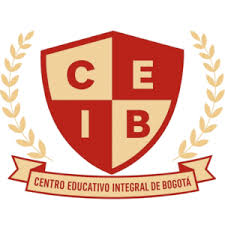 C E
I B
CENTRO EDUCATIVO INTEGRAL DE BOGOTÁ